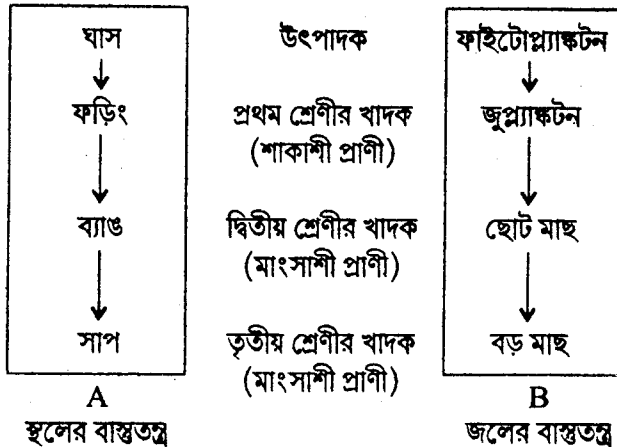 ঘাস উৎপাদক ফাইটোপ্ল্যাঙ্কটন
ফড়িং প্রথম শ্রেণীর খাদক জুপ্ল্যাঙ্কটন
(শাকাশী প্রাণী)
ব্যাঙ দ্বিতীয় শ্রেণীর খাদক ছোট মাছ
(মাংসাশী প্রাণী)
সাপ তৃতীয় শ্রেণীর খাদক বড় মাছ
(মাংসাশী প্রাণী)
A B
স্থলের বাস্তুতন্ত্র জলের বাস্তুতন্ত্র